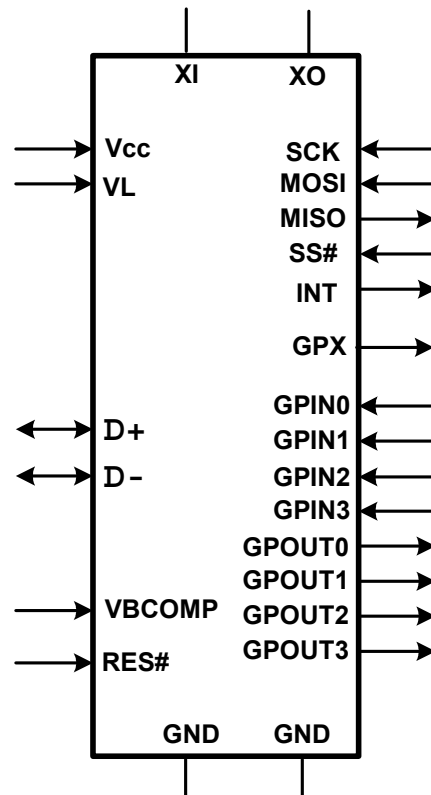 XI XO
Vcc SCK
VL MOSI
MISO
SS#
INT
GPX
GPIN0
D+ GPIN1
D- GPIN2
GPIN3
GPOUT0
GPOUT1
VBCOMP GPOUT2
RES# GPOUT3
GND GND